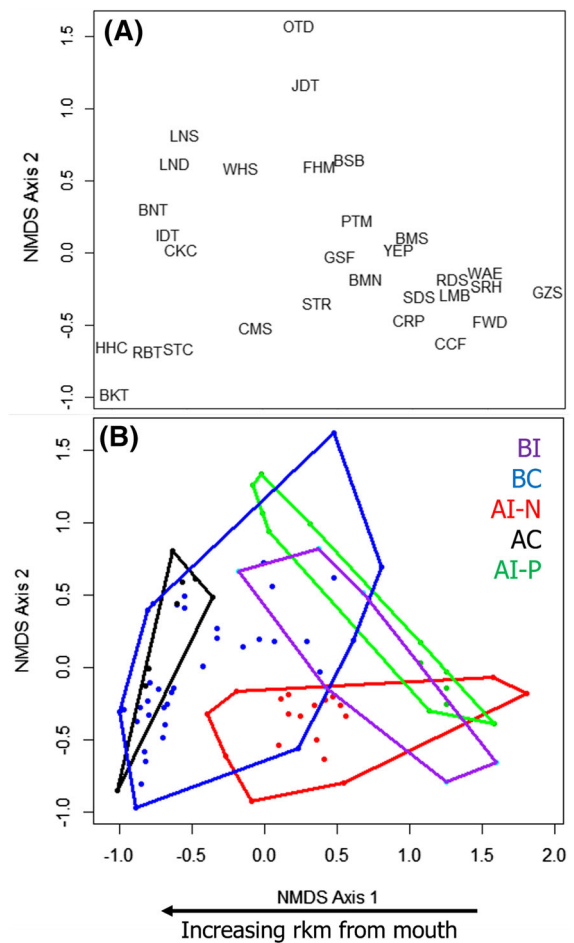 (A)
NMDS Axis 2
1.5
1.0
0.5
0.0
-0.5
-1.0
OTD
JDT
LNS
LND
WHS
FHM
BSB
BNT
PTM
IDT
CKC
BMS
YEP
GSF
BMN
RDS
WAE
SRH
GZS
SDS
LMB
STR
CRP
FWD
CMS
CCF
HHC
RBT
STC
BKT
(B)
BI
BC
AI-N
AC
AI-P
NMDS Axis 2
1.5
1.0
0.5
0.0
-0.5
-1.0
-1.0 -0.5 0.0 0.5 1.0 1.5 2.0
NMDS Axis 1
Increasing rkm from mouth